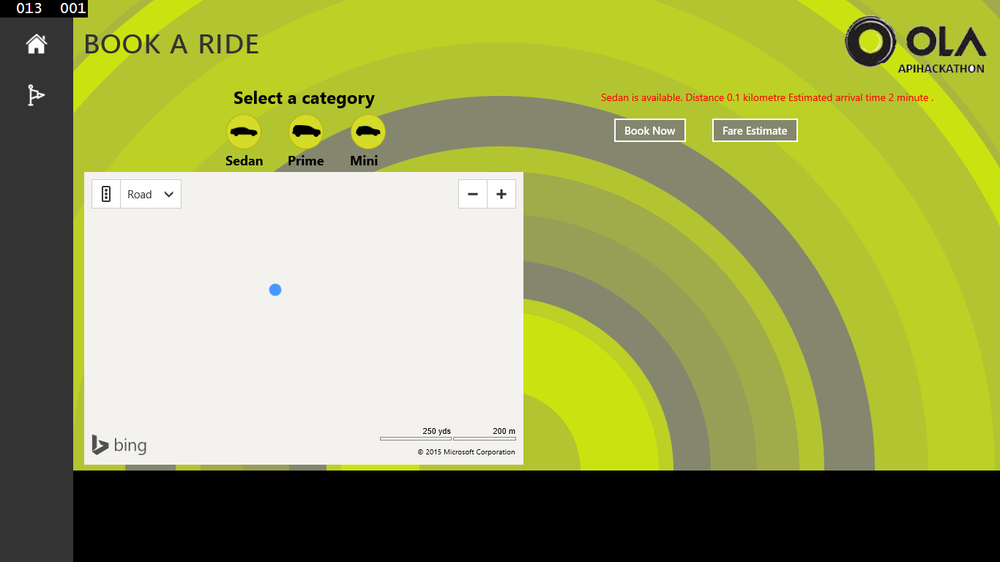 013 001
BOOK A RIDE
OLA
APIHACKATHON
Select a category
Sedan is available. Distance 0.1 kilometre Estimated arrival time 2 minute .
Book Now
Fare Estimate
Sedan
Prime
Mini
Road
250 yds
200 m
bing
© 2015 Microsoft Corporation